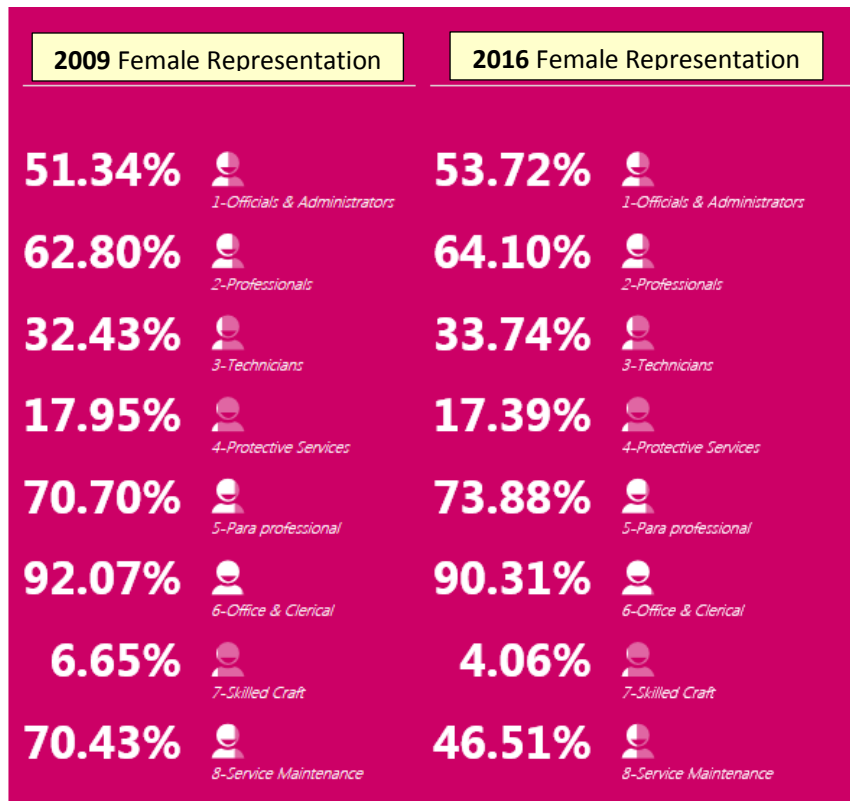 2009 Female Representation
51.34%
1-Officials & Administrators
62.80%
2-Professionals
32.43%
3-Technicians
17.95%
4-Protective Services
70.70%
5-Para professional
92.07%
6-Office & Clerical
6.65%
7-Skilled Craft
70.43%
8-Service Maintenance
2016 Female Representation
53.72%
1-Officials & Administrators
64.10%
2-Professionals
33.74%
3-Technicians
17.39%
4-Protective Services
73.88%
5-Para professional
90.31%
6-Office & Clerical
4.06%
7-Skilled Craft
46.51%
8-Service Maintenance